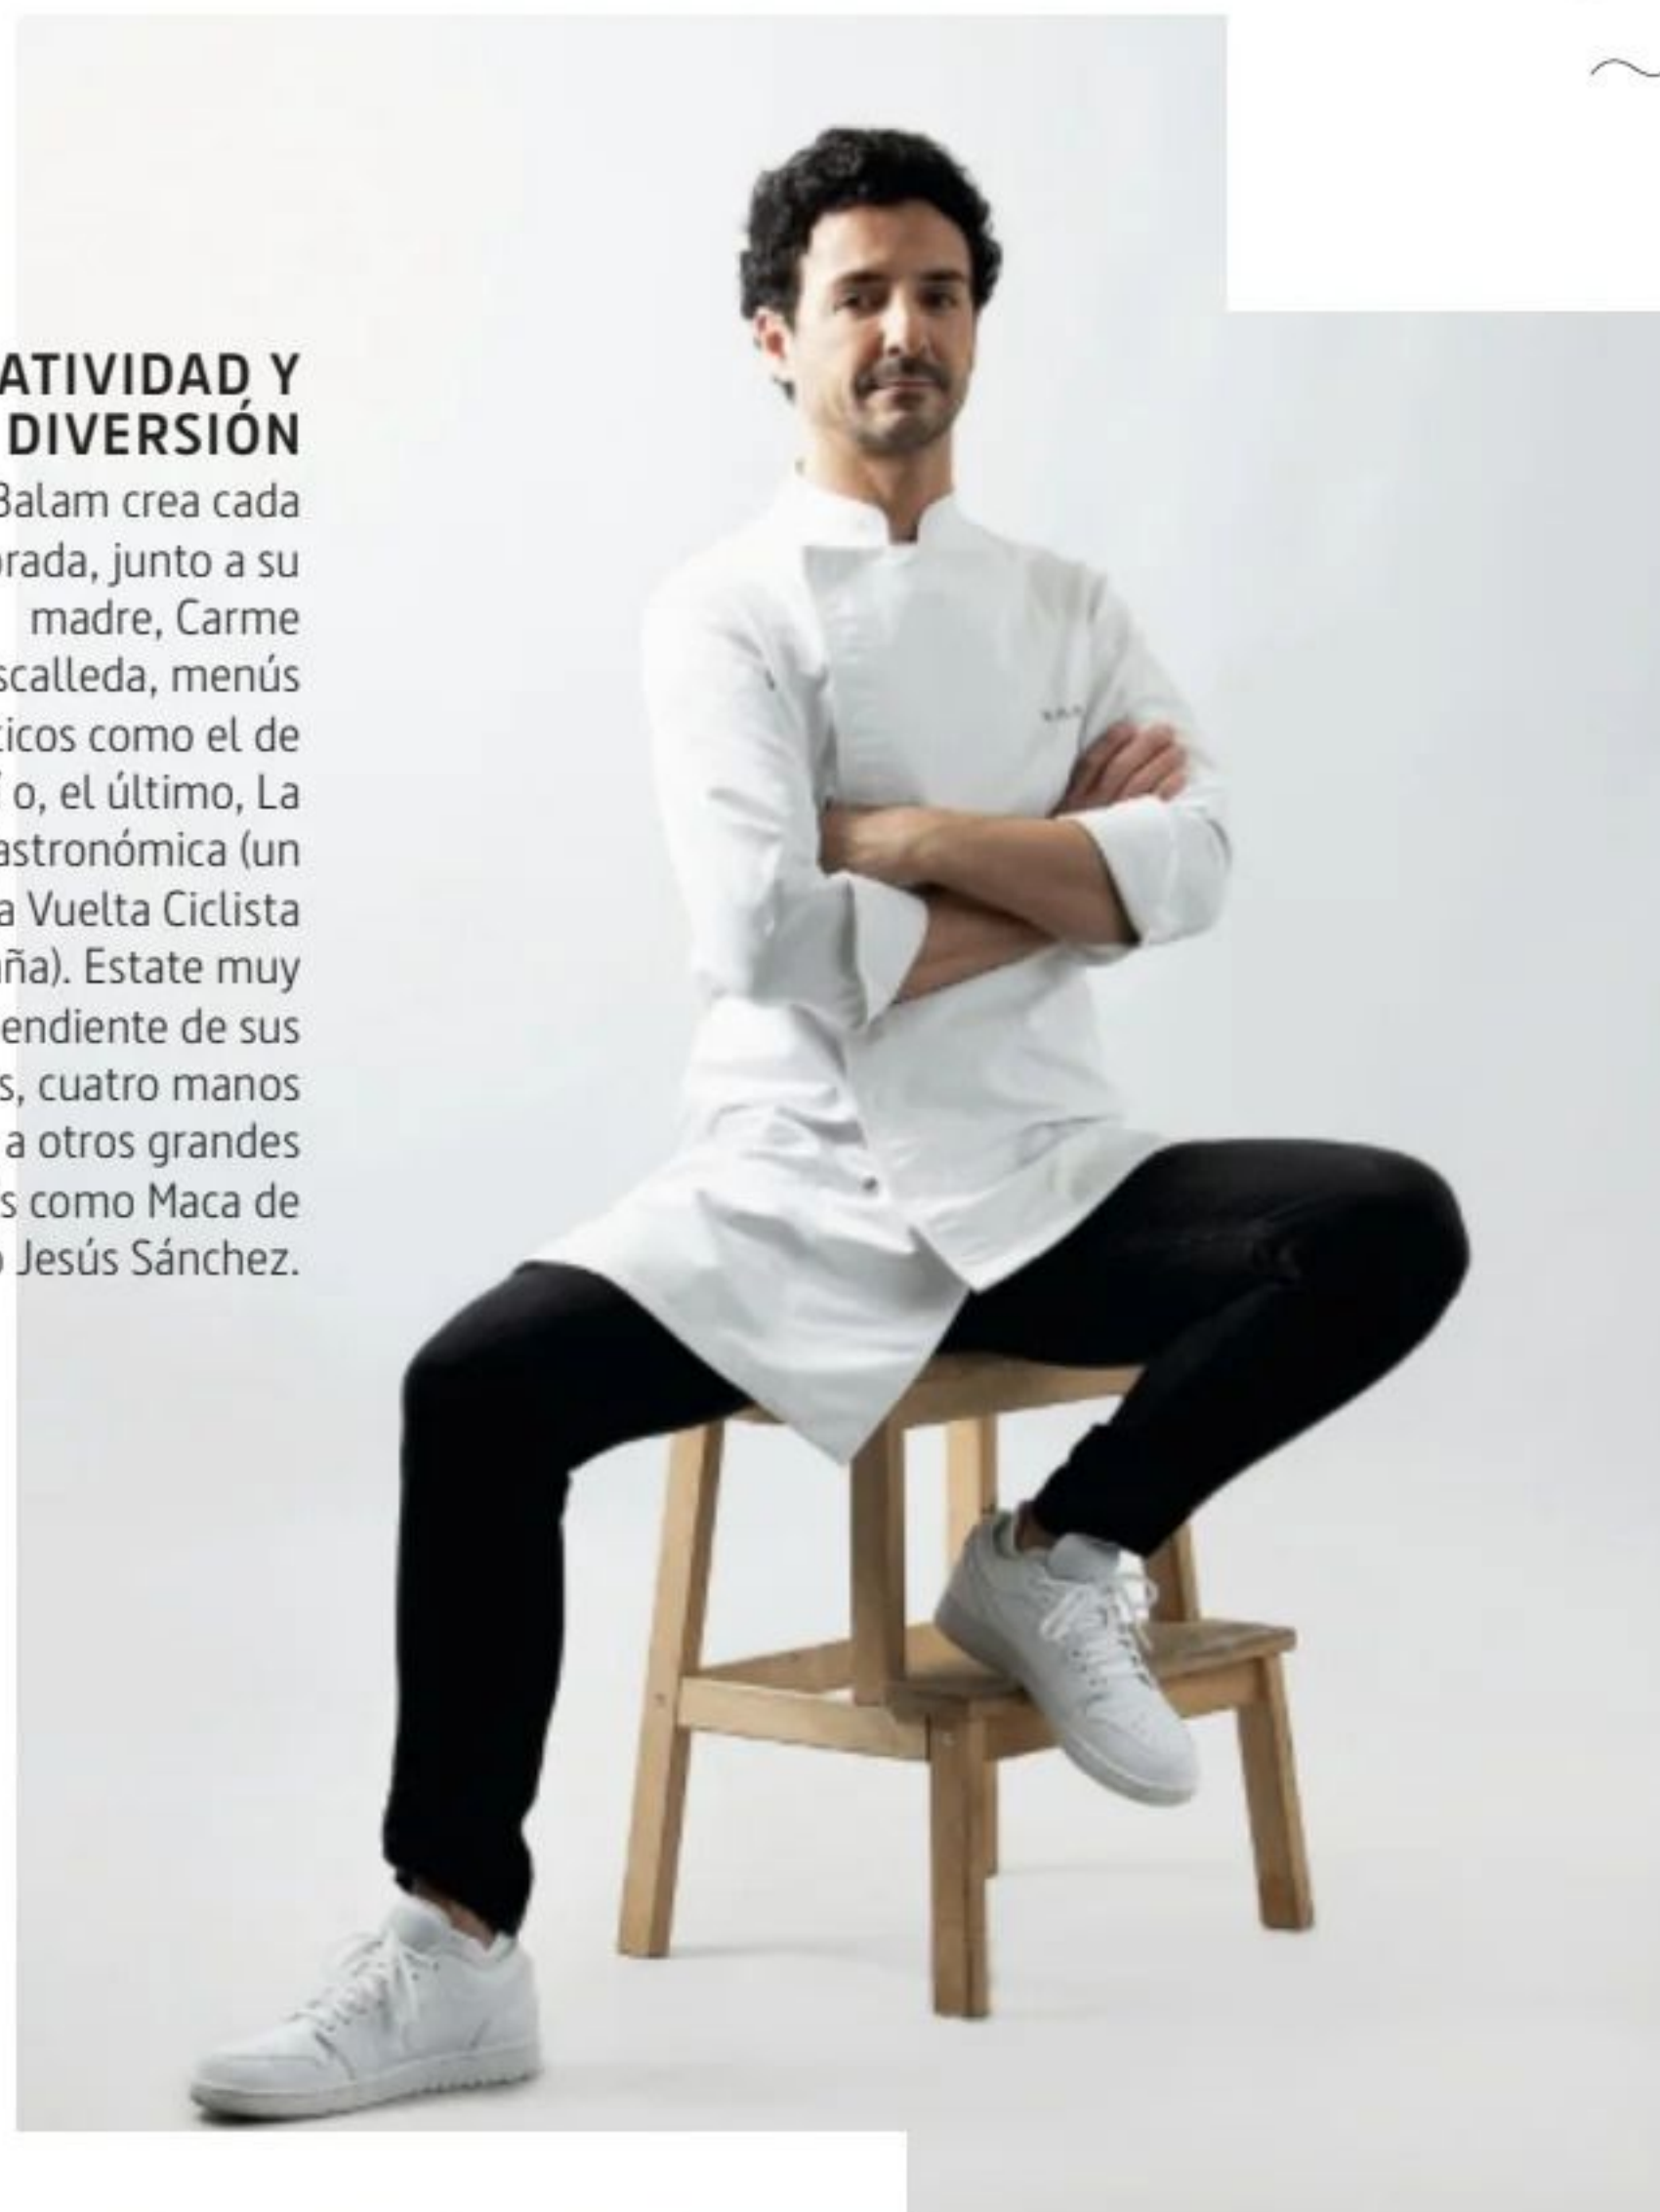 ATIVIDAD Y
DIVERSIÓN
Balam crea cada
rada, junto a su
madre, Carme
scalleda, menús
icos como el de
o, el último, La
astronómica (un
a Vuelta Ciclista
ña). Estate muy
endiente de sus
s, cuatro manos
a otros grandes
s como Maca de
o Jesús Sánchez.